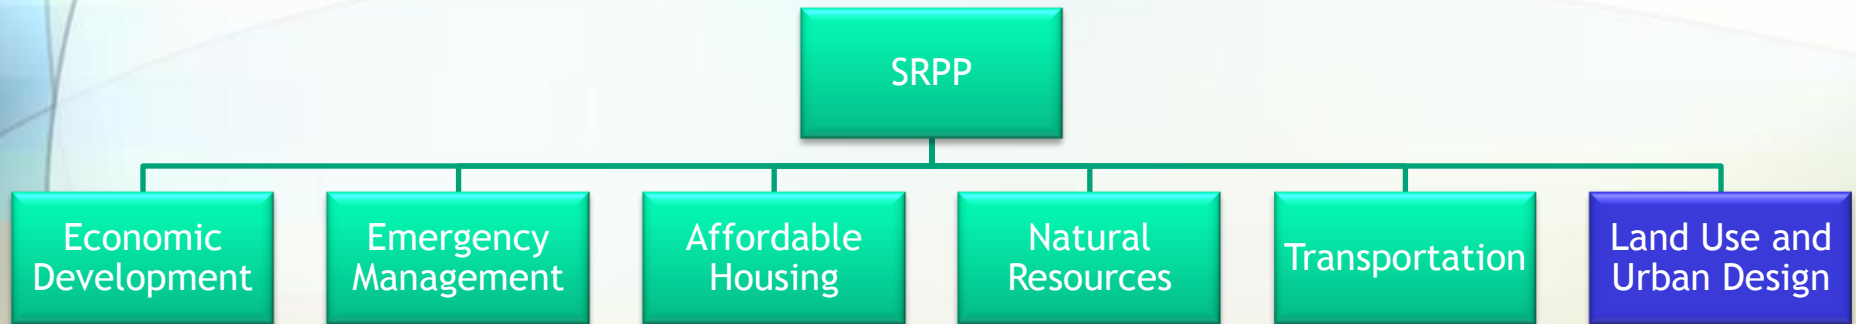 SRPP
Economic
Development
Emergency
Management
Affordable
Housing
Natural
Resources
Transportation
Land Use and
Urban Design